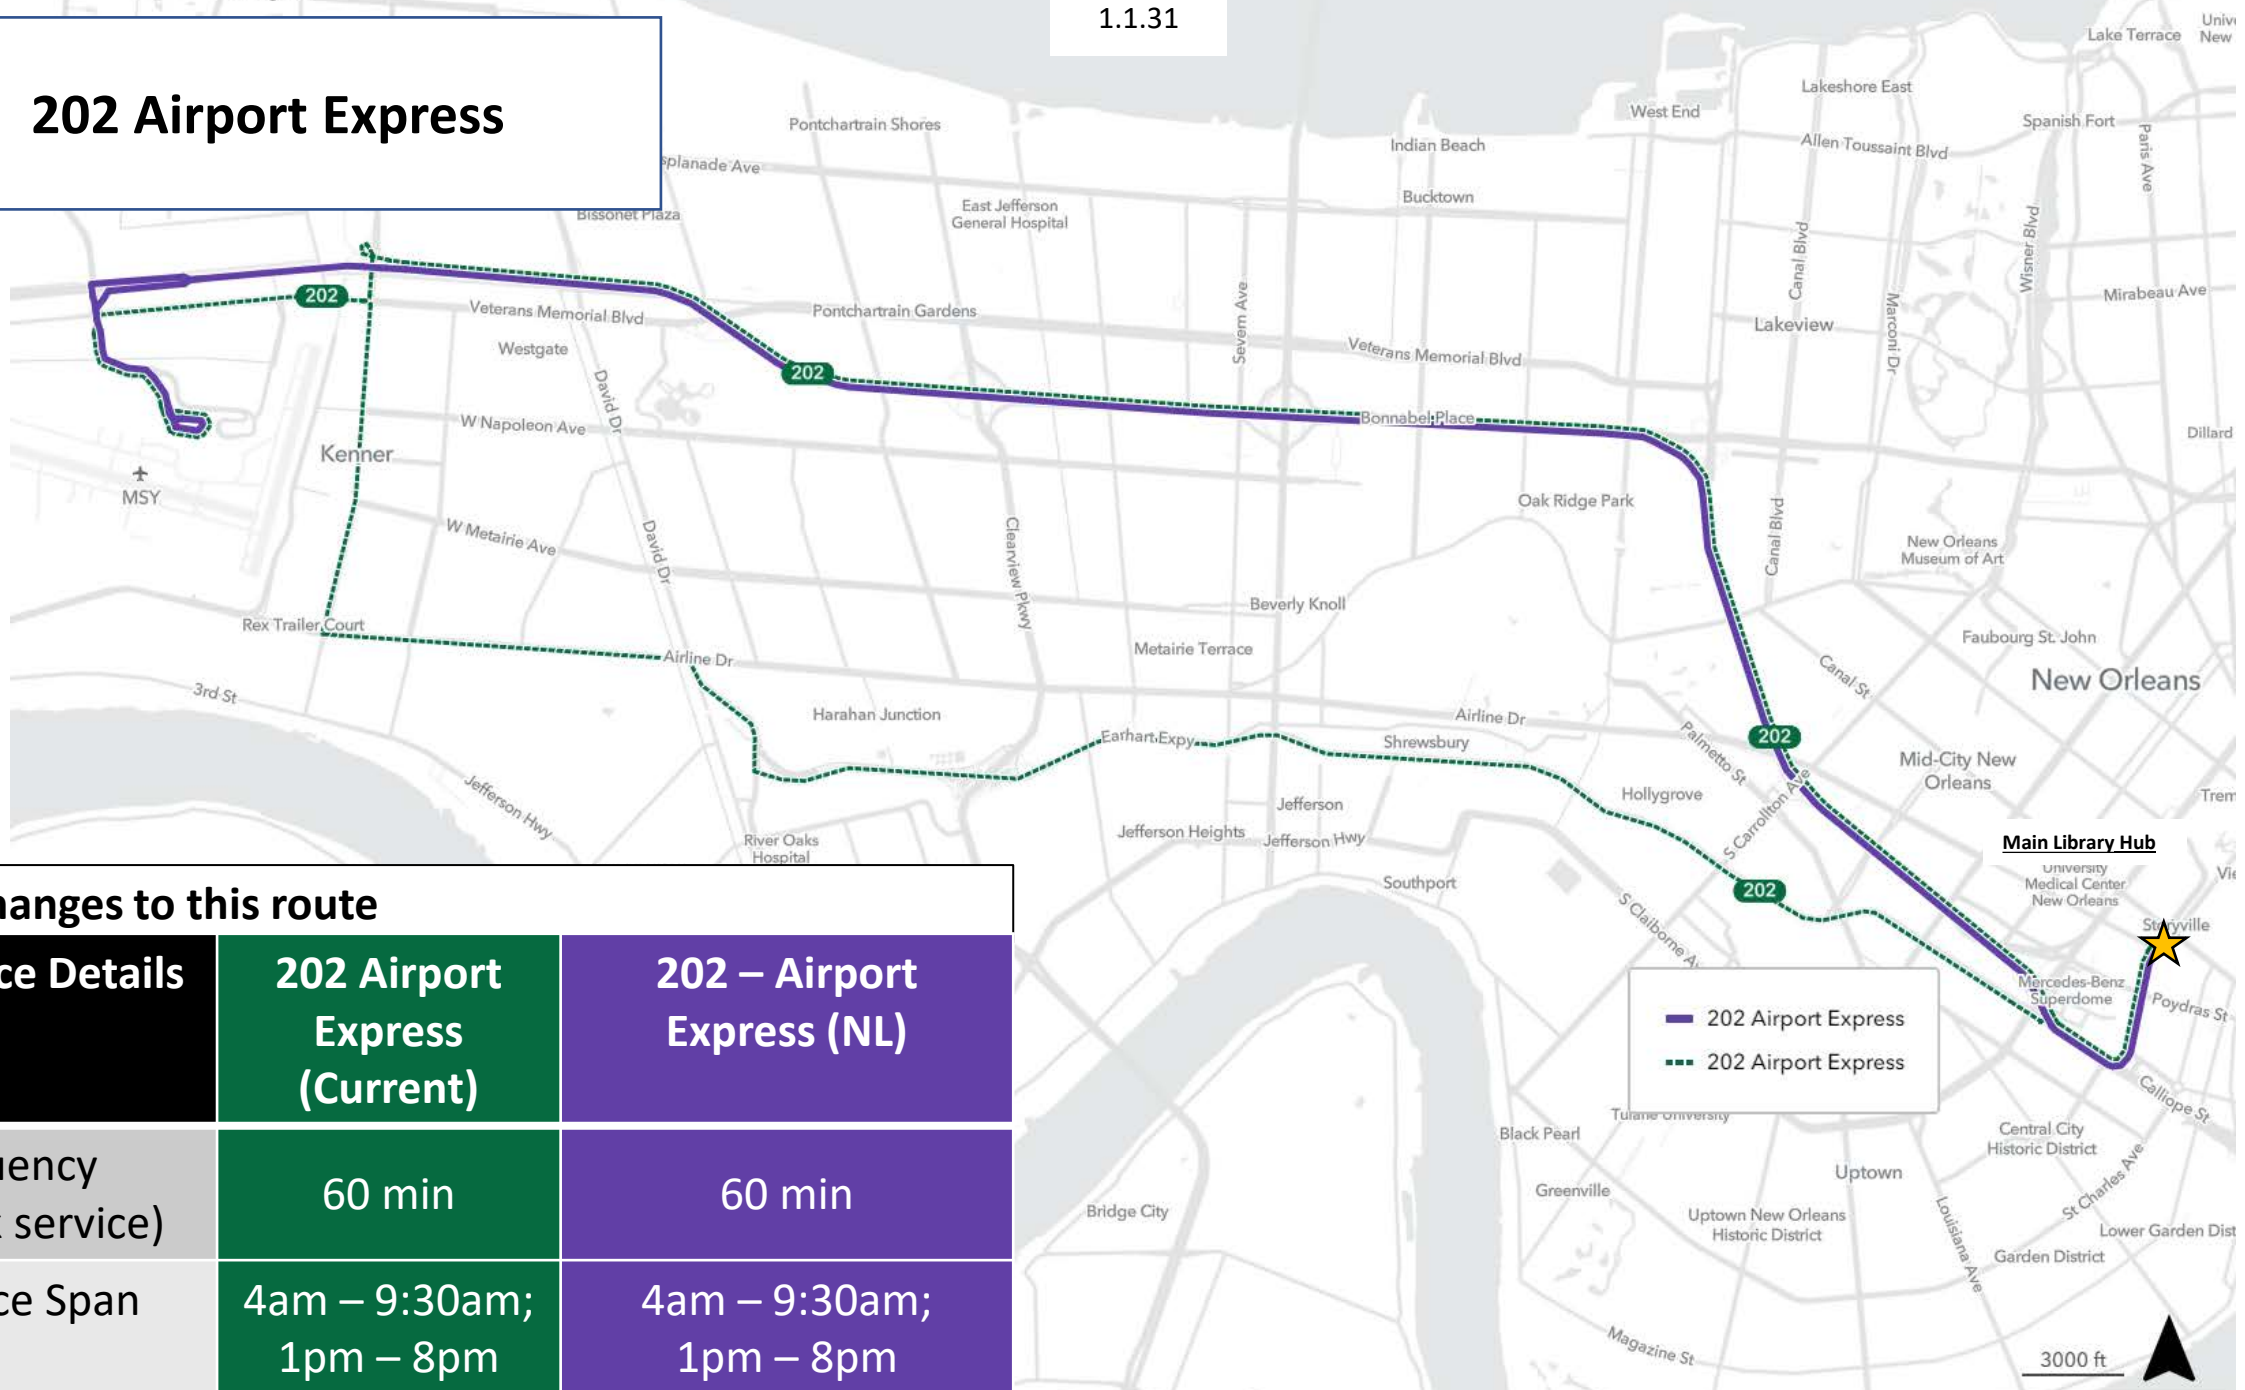 1.1.31
202 Airport Express
Lake Terrace
Lakeshore East
West End
Spanish Fort
Pontchartrain Shores
Indian Beach
Allen Toussaint Blvd
Paris Ave
splanade Ave
Bucktown
East Jefferson
General Hospital
Bissonet Plaza
Canal Blvd
Wisner Blvd
202
Veterans Memorial Blvd
Pontchartrain Gardens
Severn Ave
Mirabeau Ave
Marconi Dr
Lakeview
Westgate
Veterans Memorial Blvd
202
David Dr
W Napoleon Ave
Bonnabel Place
Dillard
Kenner
MSY
Oak Ridge Park
Canal Blvd
W Metairie Ave
David Dr
Clearview Pkwy
New Orleans
Museum of Art
Beverly Knoll
Rex Trailer Court
Faubourg St. John
Metairie Terrace
Airline Dr
Canal St
New Orleans
3rd St
Harahan Junction
Airline Dr
Earhart Expy
Shrewsbury
202
Palmetto St
Mid-City New
Orleans
Jefferson Hwy
Hollygrove
S Carrollton Ave
Jefferson
Jefferson Heights
Jefferson Hwy
River Oaks
Hospital
Main Library Hub
University
Medical Center
New Orleans
Southport
202
S Claiborne A
Storyville
Mercedes-Benz
Superdome
Poydras St
202 Airport Express
202 Airport Express
Calliope St
Tulane University
Black Pearl
Central City
Historic District
Uptown
St Charles Ave
Greenville
Bridge City
Uptown New Orleans
Historic District
Louisiana Ave
Lower Garden Dist
Garden District
Magazine St
3000 ft
hanges to this route
ce Details
202 Airport
Express
(Current)
202 – Airport
Express (NL)
uency
service)
60 min
60 min
ce Span
4am – 9:30am;
1pm – 8pm
4am – 9:30am;
1pm – 8pm